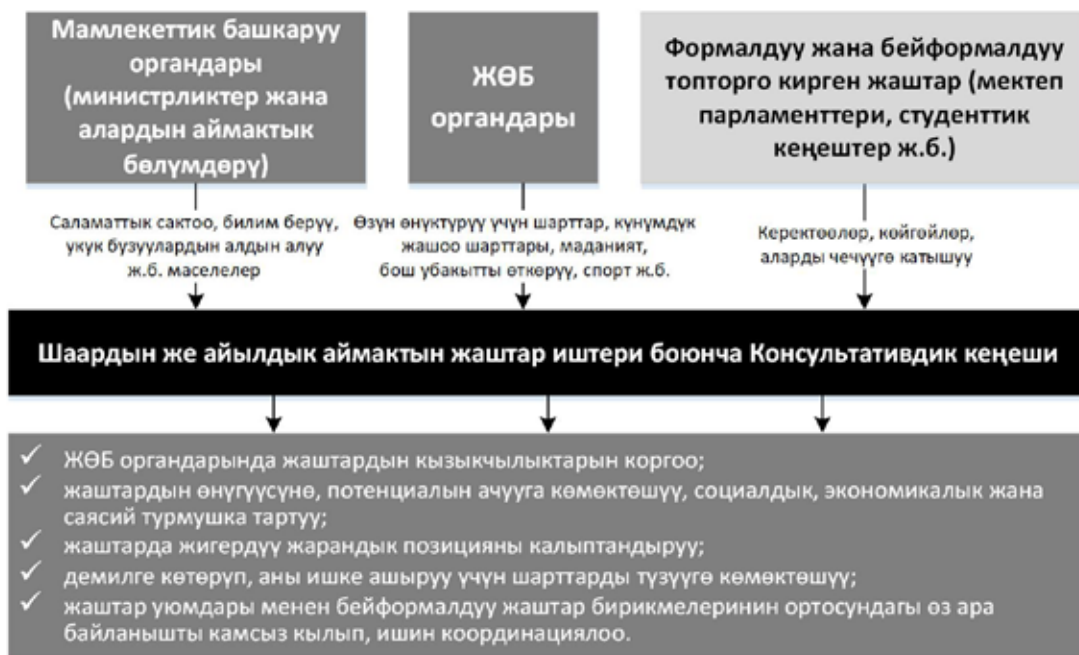 Мамлекеттик башкаруу
органдары
(министрликтер жана
алардын аймактык
бөлүмдөрү)
ЖӨБ
органдары
Формалдуу жана бейформалдуу
топторго кирген жаштар (мектеп
парламенттери, студенттик
кеңештер ж.б.)
Саламаттык сактоо, билим берүү,
укук бузуулардын алдын алуу
ж.б. маселелер
Өзүн өнүктүрүү үчүн шарттар, күнүмдүк
жашоо шарттары, маданият,
бош убакытты өткөрүү, спорт ж.б.
Керектөөлөр, көйгөйлөр,
аларды чечүүгө катышуу
Шаардын же айылдык аймактын жаштар иштери боюнча Консультативдик кеңеши
✓ ЖӨБ органдарында жаштардын кызыкчылыктарын коргоо;
✓ жаштардын өнүгүүсүнө, потенциалын ачууга көмөктөшүү, социалдык, экономикалык жана
саясий турмушка тартуу;
✓ жаштарда жигердүү жарандык позицияны калыптандыруу;
✓ демилге көтөрүп, аны ишке ашыруу үчүн шарттарды түзүүгө көмөктөшүү;
✓ жаштар уюмдары менен бейформалдуу жаштар бирикмелеринин ортосундагы өз ара
байланышты камсыз кылып, ишин координациялоо.